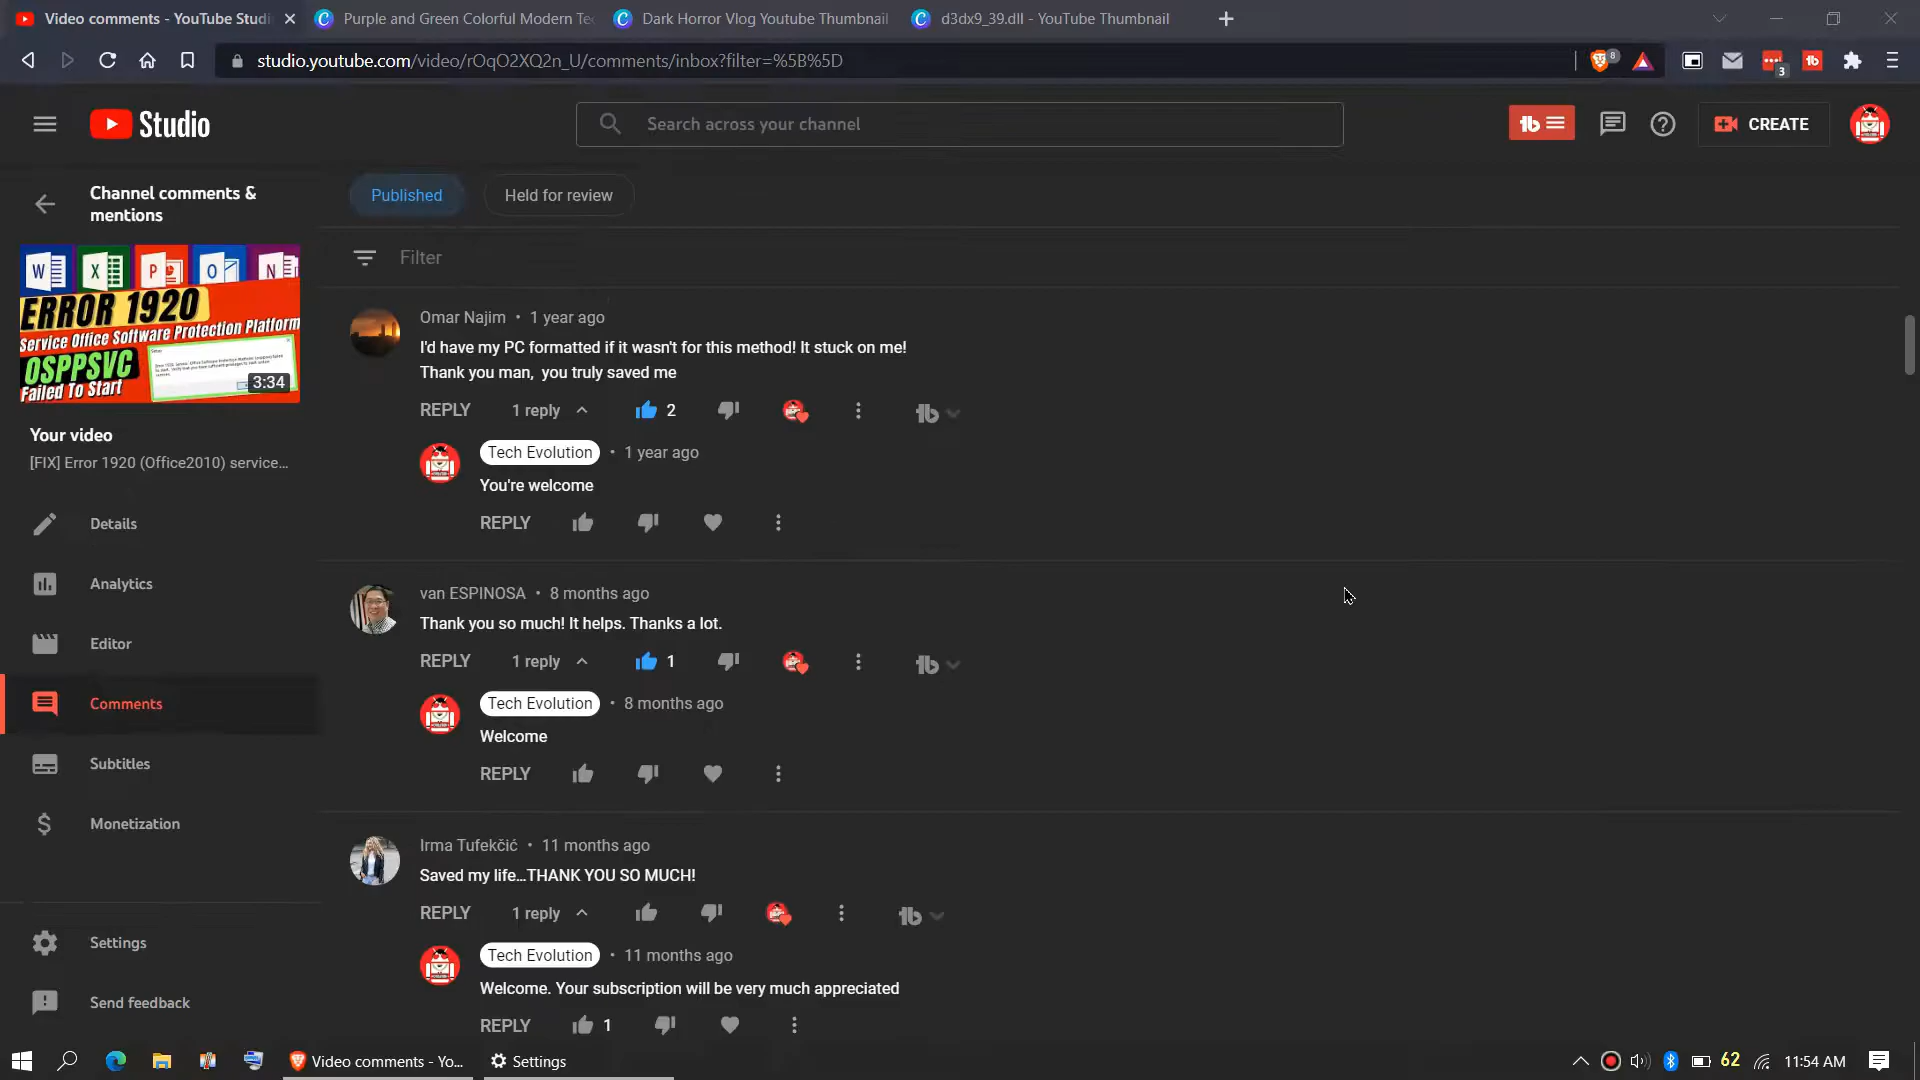 Video comments - YouTube Studi
Purple and Green Colorful Modern Te
Dark Horror Vlog Youtube Thumbnail
d3dx9_39.dll - YouTube Thumbnail
studio.youtube.com/video/rOqO2XQ2n_U/comments/inbox?filter=%5B%5D
8
3
Studio
Search across your channel
CREATE
Channel comments &
mentions
Published
Held for review
Filter
ERROR 1920
Service Office Software Protection Platform
OSPPSVC
Failed To Start
3:34
Your video
[FIX] Error 1920 (Office2010) service...
Details
Analytics
Editor
Comments
Subtitles
Monetization
Settings
Send feedback
Omar Najim • 1 year ago
I'd have my PC formatted if it wasn't for this method! It stuck on me!
Thank you man, you truly saved me
REPLY 1 reply 2
Tech Evolution • 1 year ago
You're welcome
REPLY
van ESPINOSA • 8 months ago
Thank you so much! It helps. Thanks a lot.
REPLY 1 reply 1
Tech Evolution • 8 months ago
Welcome
REPLY
Irma Tufekčić • 11 months ago
Saved my life...THANK YOU SO MUCH!
REPLY 1 reply
Tech Evolution • 11 months ago
Welcome. Your subscription will be very much appreciated
REPLY 1
Video comments - Yo...
Settings
62
11:54 AM